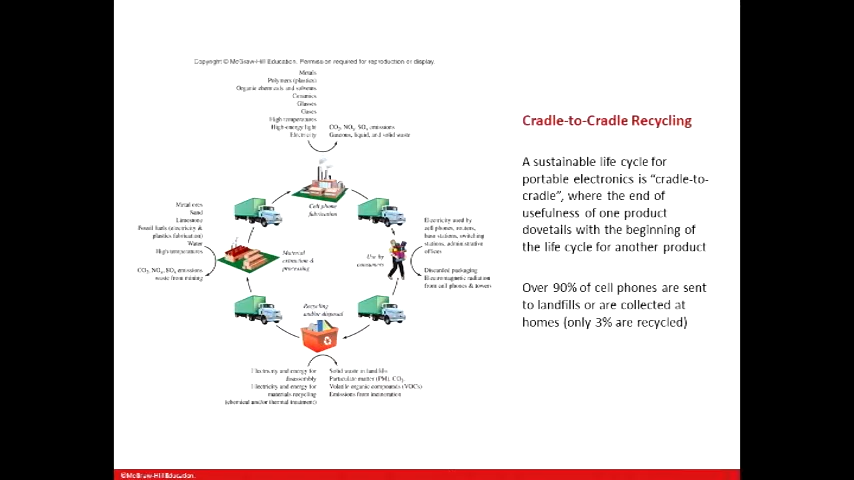 Copyright © McGraw-Hill Education. Permission required for reproduction or display.
Metals
Polymers (plastics)
Organic chemicals and solvents
Ceramics
Glasses
Gases
High temperatures
High-energy light
Electricity
CO₂, NOₓ, SOₓ emissions
Gaseous, liquid, and solid waste
Cell phone
fabrication
Metal ores
Sand
Limestone
Fossil fuels (electricity &
plastics fabrication)
Water
High temperatures
CO₂, NOₓ, SOₓ emissions
waste from mining
Material
extraction &
processing
Use by
consumers
Electricity used by
cell phones, routers,
base stations, switching
stations, administrative
offices
Discarded packaging
Electromagnetic radiation
from cell phones & towers
Recycling
and/or disposal
Electricity and energy for
disassembly
Electricity and energy for
materials recycling
(chemical and/or thermal treatment)
Solid waste in landfills
Particulate matter (PM), CO₂
Volatile organic compounds (VOCs)
Emissions from incineration
Cradle-to-Cradle Recycling
A sustainable life cycle for
portable electronics is “cradle-to-
cradle”, where the end of
usefulness of one product
dovetails with the beginning of
the life cycle for another product
Over 90% of cell phones are sent
to landfills or are collected at
homes (only 3% are recycled)
©McGraw-Hill Education.